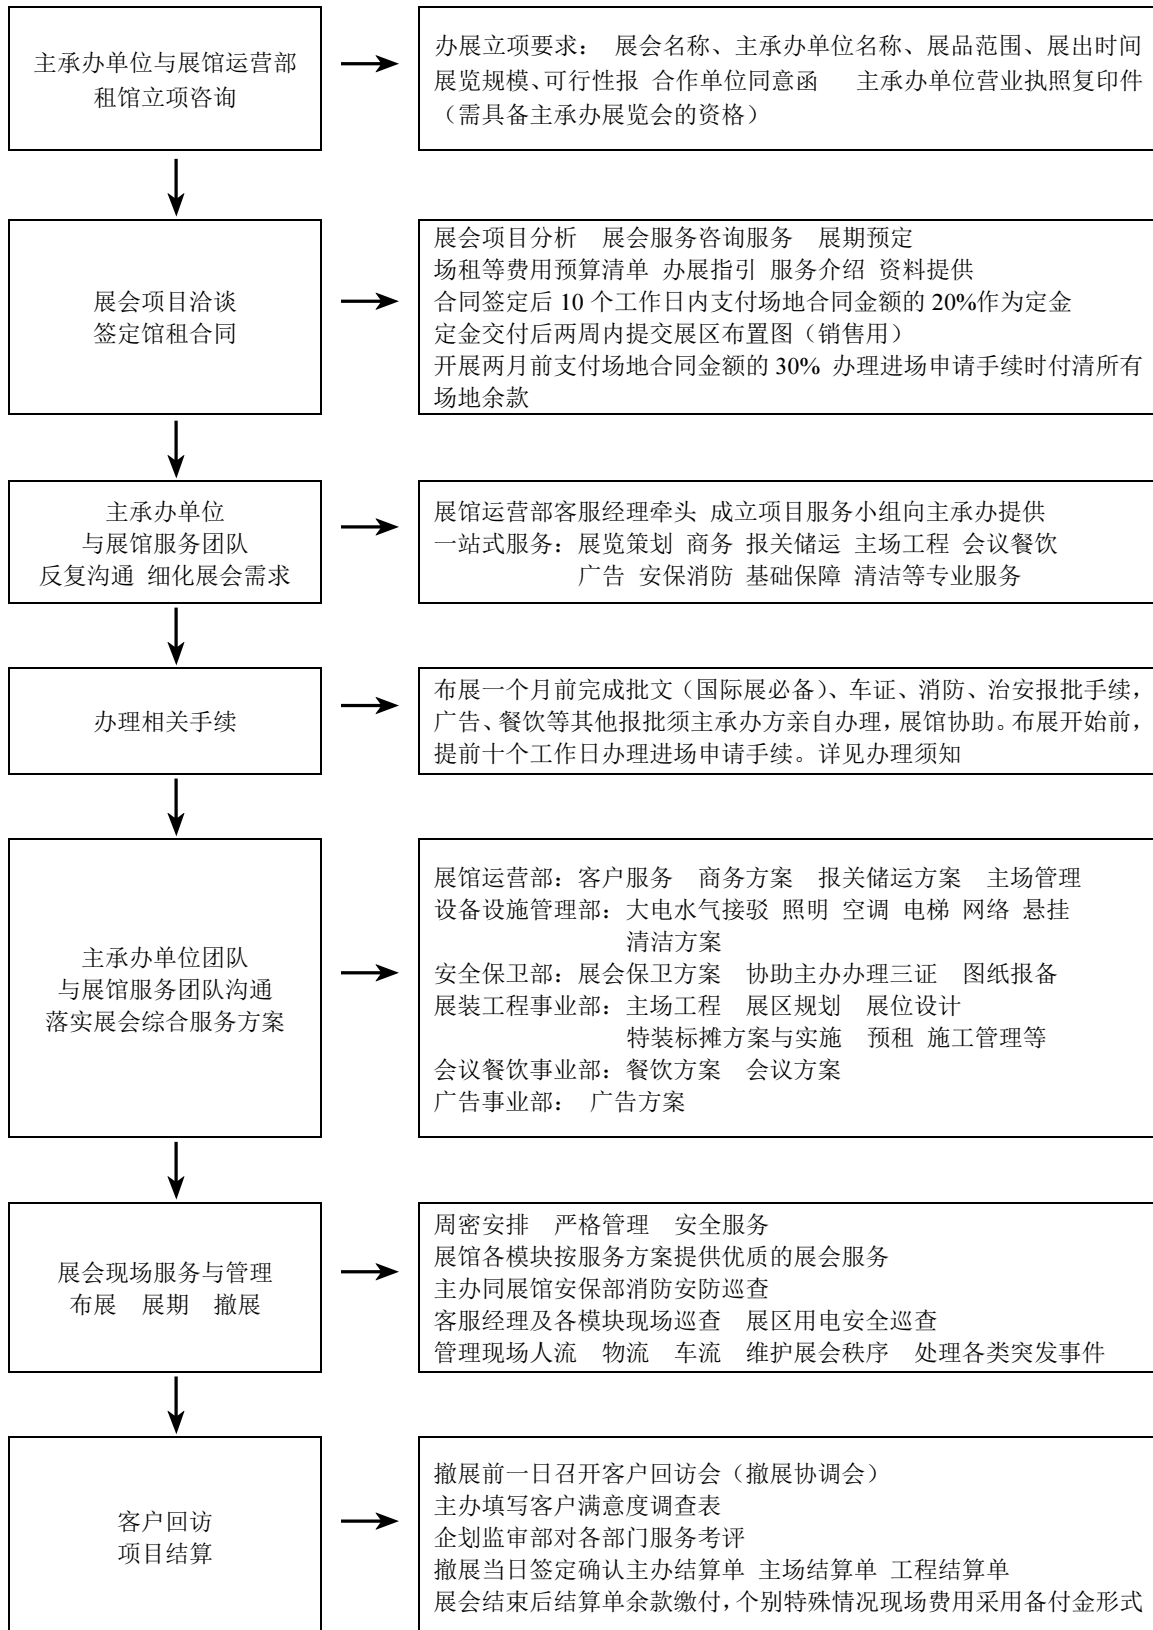 主承办单位与展馆运营部
租馆立项咨询
办展立项要求： 展会名称、主承办单位名称、展品范围、展出时间
展览规模、可行性报 合作单位同意函 主承办单位营业执照复印件
（需具备主承办展览会的资格）
展会项目洽谈
签定馆租合同
展会项目分析 展会服务咨询服务 展期预定
场租等费用预算清单 办展指引 服务介绍 资料提供
合同签定后 10 个工作日内支付场地合同金额的 20%作为定金
定金交付后两周内提交展区布置图（销售用）
开展两月前支付场地合同金额的 30% 办理进场申请手续时付清所有
场地余款
主承办单位
与展馆服务团队
反复沟通 细化展会需求
展馆运营部客服经理牵头 成立项目服务小组向主承办提供
一站式服务：展览策划 商务 报关储运 主场工程 会议餐饮
广告 安保消防 基础保障 清洁等专业服务
办理相关手续
布展一个月前完成批文（国际展必备）、车证、消防、治安报批手续，
广告、餐饮等其他报批须主承办方亲自办理，展馆协助。布展开始前，
提前十个工作日办理进场申请手续。详见办理须知
主承办单位团队
与展馆服务团队沟通
落实展会综合服务方案
展馆运营部：客户服务 商务方案 报关储运方案 主场管理
设备设施管理部：大电水气接驳 照明 空调 电梯 网络 悬挂
清洁方案
安全保卫部：展会保卫方案 协助主办办理三证 图纸报备
展装工程事业部：主场工程 展区规划 展位设计
特装标摊方案与实施 预租 施工管理等
会议餐饮事业部：餐饮方案 会议方案
广告事业部： 广告方案
展会现场服务与管理
布展 展期 撤展
周密安排 严格管理 安全服务
展馆各模块按服务方案提供优质的展会服务
主办同展馆安保部消防安防巡查
客服经理及各模块现场巡查 展区用电安全巡查
管理现场人流 物流 车流 维护展会秩序 处理各类突发事件
客户回访
项目结算
撤展前一日召开客户回访会（撤展协调会）
主办填写客户满意度调查表
企划监审部对各部门服务考评
撤展当日签定确认主办结算单 主场结算单 工程结算单
展会结束后结算单余款缴付，个别特殊情况现场费用采用备付金形式